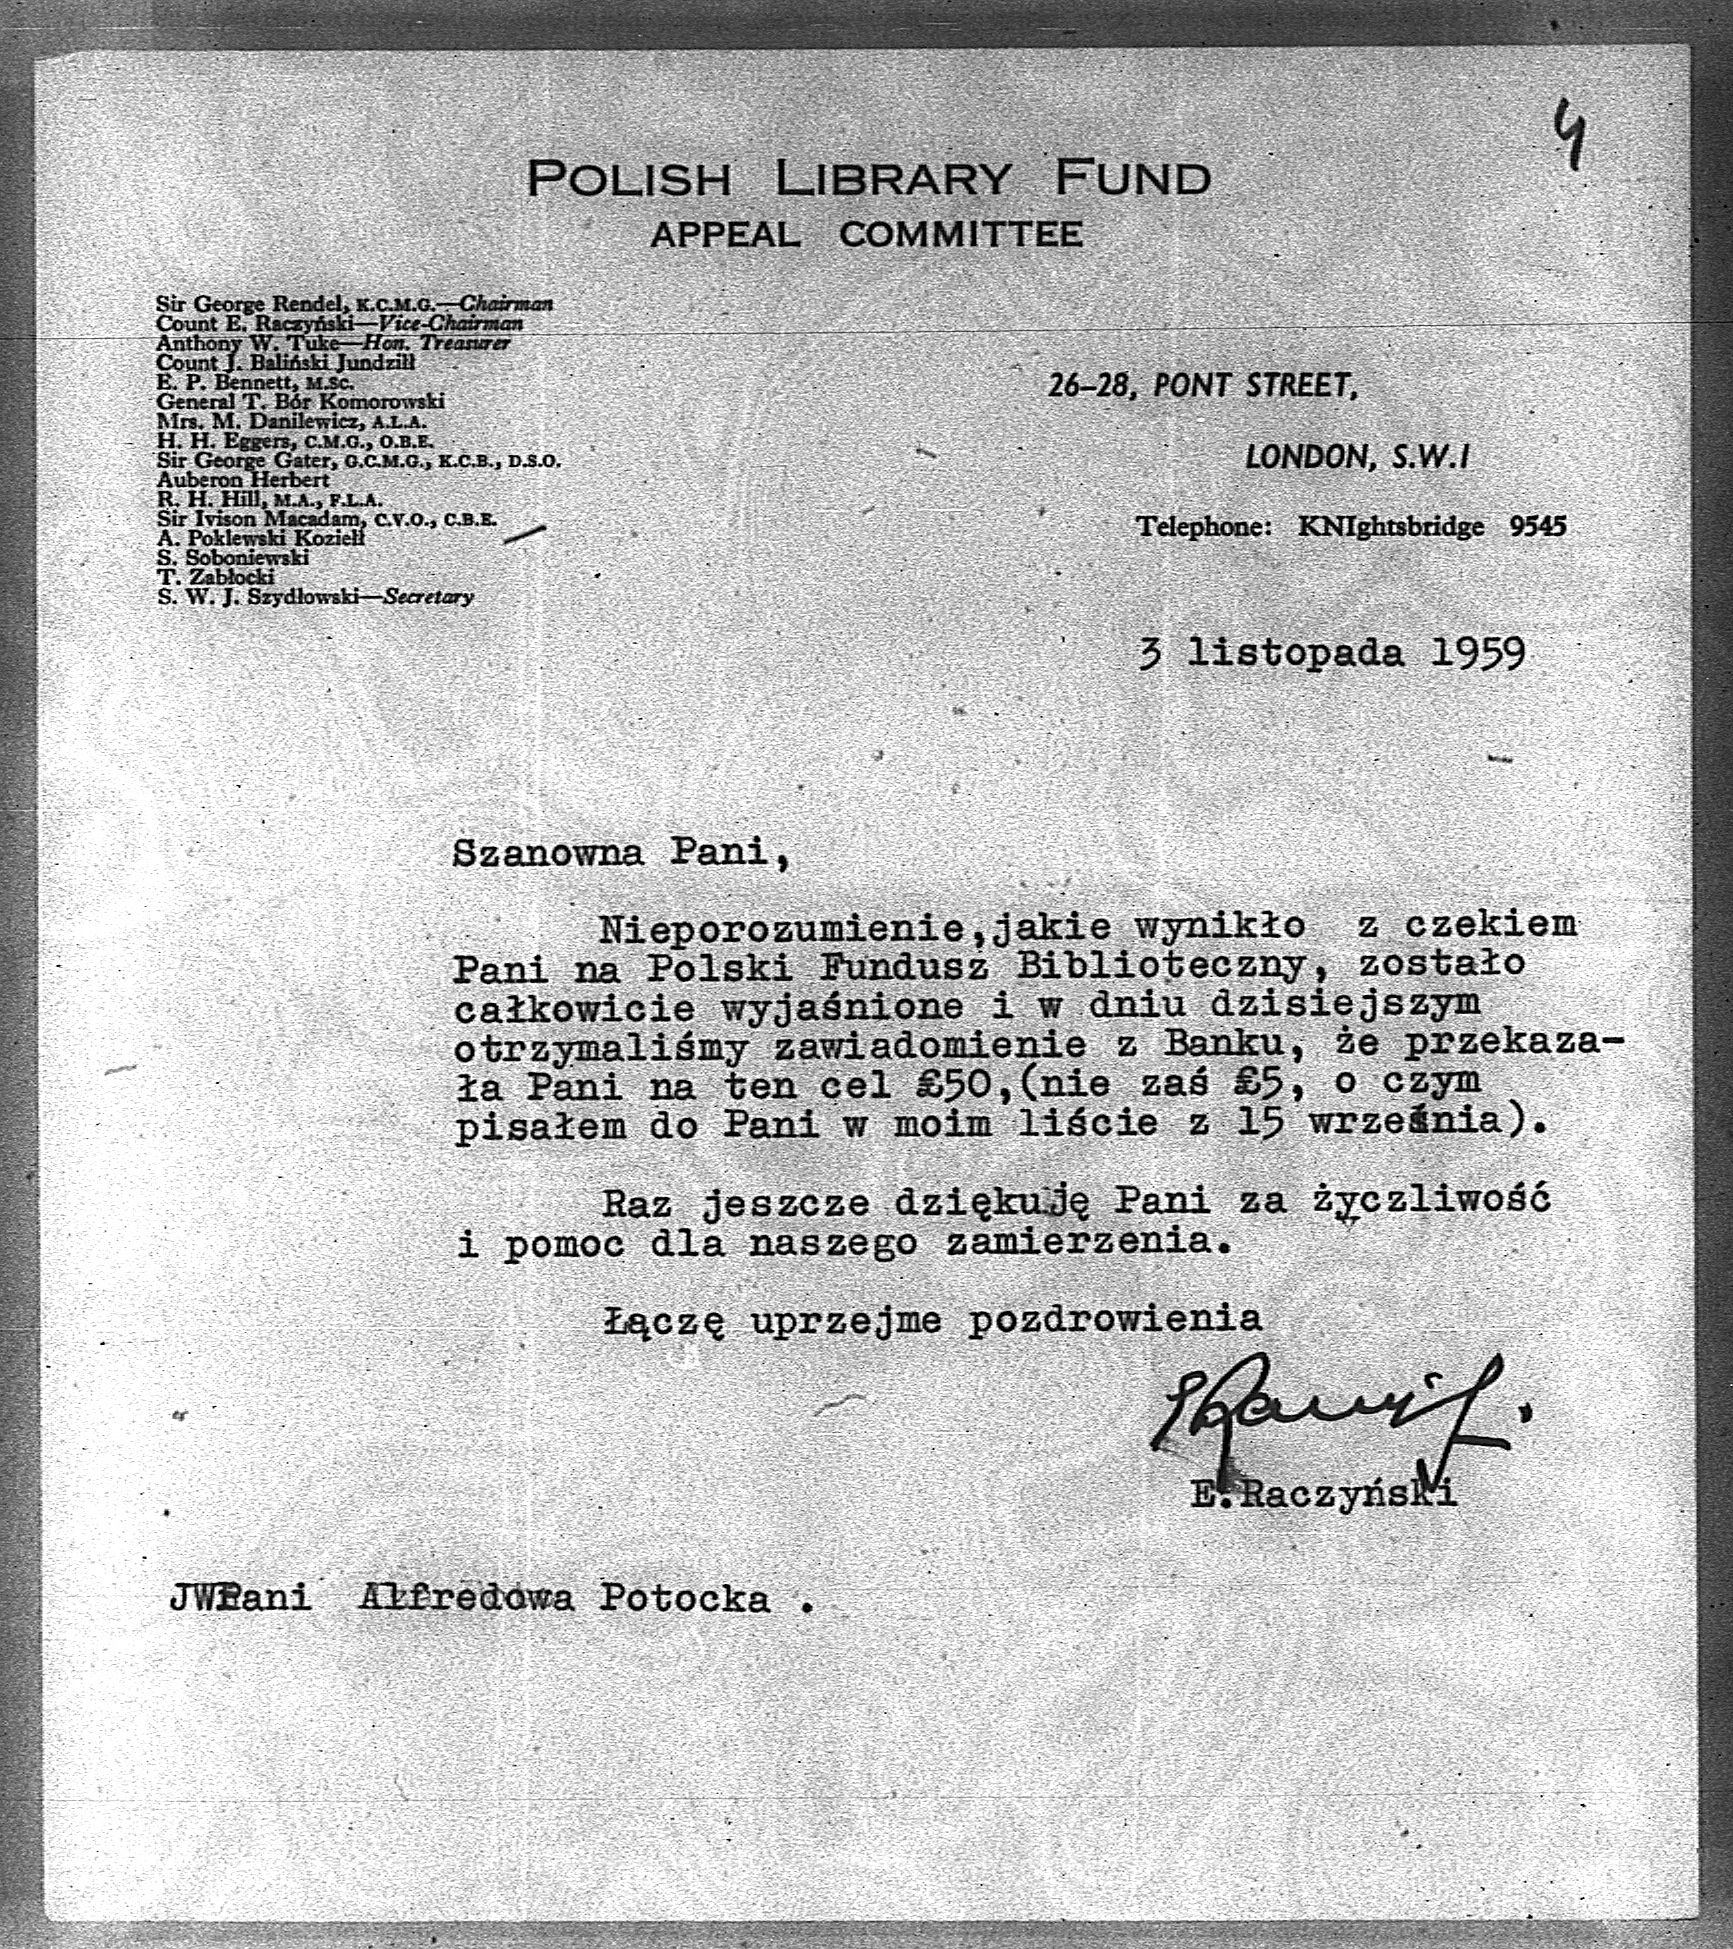 4
POLISH LIBRARY FUND
APPEAL COMMITTEE
Sir George Rendel, K.C.M.G.—Chairman
Count E. Raczyński—Vice-Chairman
Anthony W. Tuke—Hon. Treasurer
Count J. Baliński Jundziłł
E. P. Bennett, M.SC.
General T. Bór Komorowski
Mrs. M. Danilewicz, A.L.A.
H. H. Eggers, C.M.G., O.B.E.
Sir George Gater, G.C.M.G., K.C.B., D.S.O.
Auberon Herbert
R. H. Hill, M.A., F.L.A.
Sir Ivison Macadam, C.V.O., C.B.E.
A. Poklewski Koziełł
S. Soboniewski
T. Zabłocki
S. W. J. Szydłowski—Secretary
26–28, PONT STREET,
LONDON, S.W.1
Telephone: KNIghtsbridge 9545
3 listopada 1959
Szanowna Pani,
Nieporozumienie,jakie wynikło z czekiem
Pani na Polski Fundusz Biblioteczny, zostało
całkowicie wyjaśnione i w dniu dzisiejszym
otrzymaliśmy zawiadomienie z Banku, że przekaza-
ła Pani na ten cel £50,(nie zaś £5, o czym
pisałem do Pani w moim liście z 15 września).
Raz jeszcze dziękuję Pani za życzliwość
i pomoc dla naszego zamierzenia.
Łączę uprzejme pozdrowienia
E.Raczyński
JWPani Alfredowa Potocka .